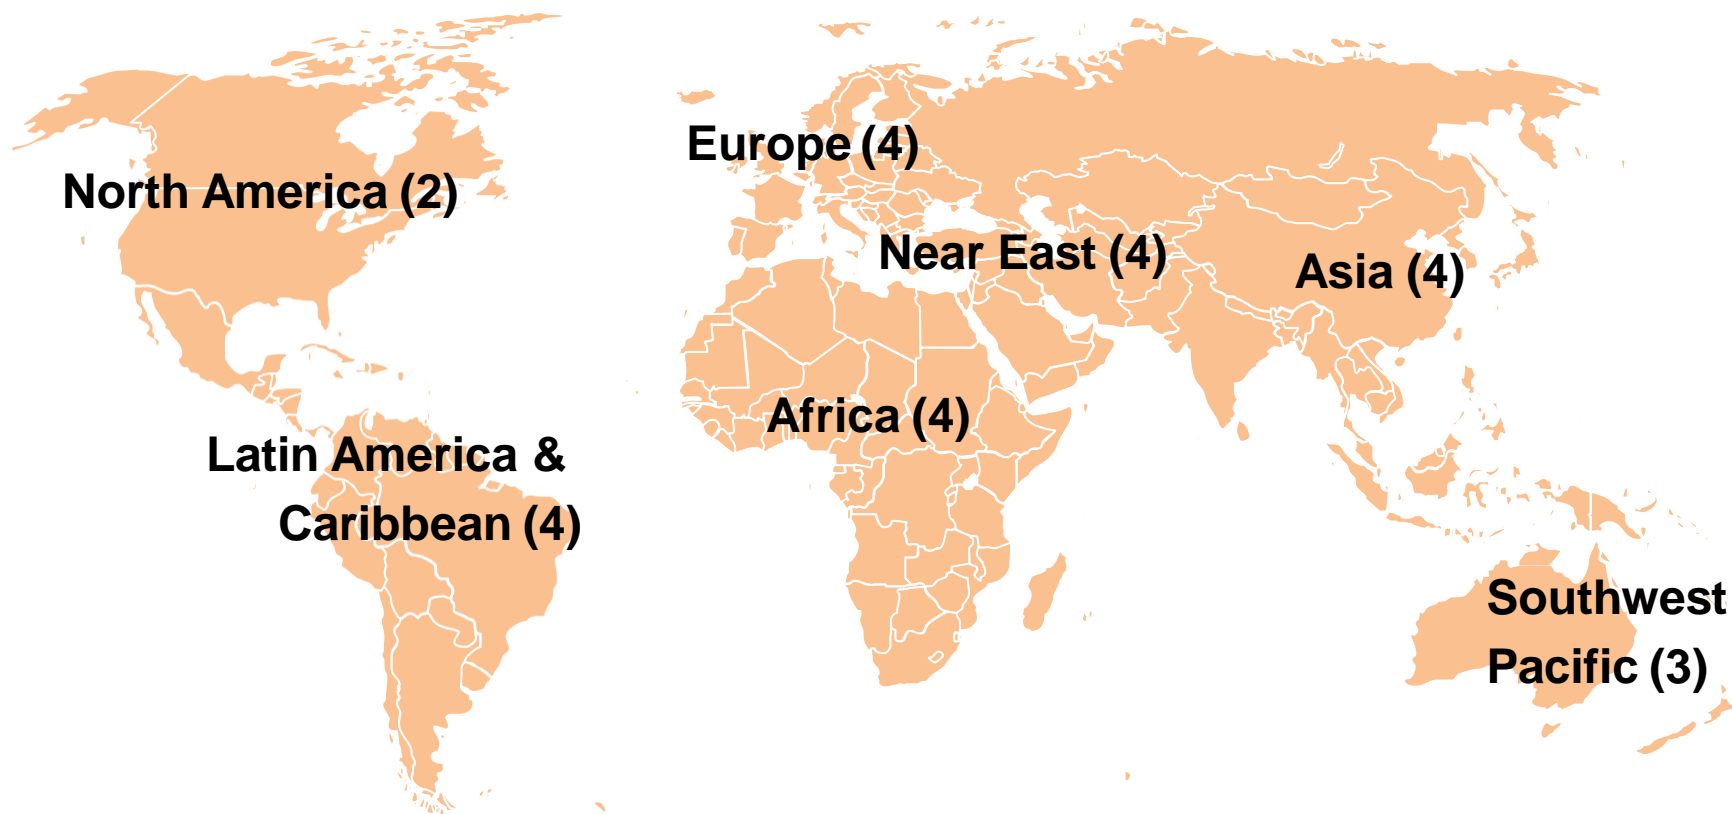 Europe (4)
North America (2)
Near East (4)
Asia (4)
Africa (4)
Latin America &
Caribbean (4)
Southwest
Pacific (3)